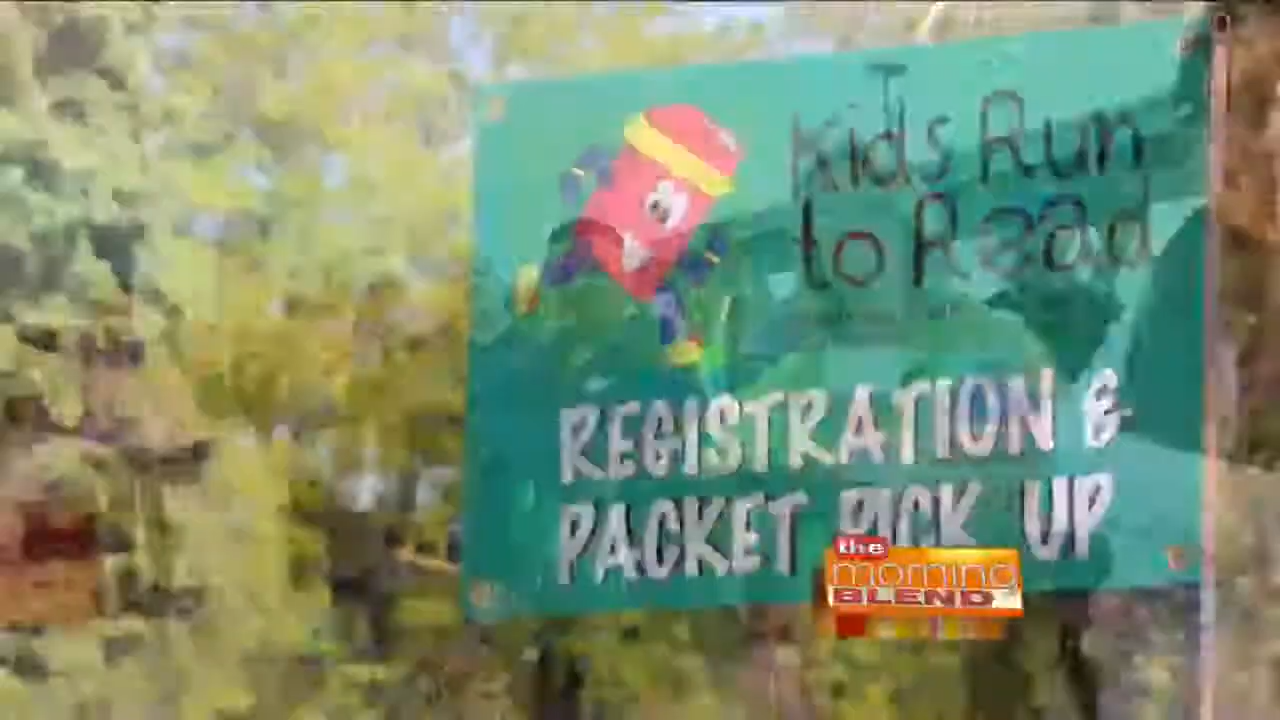 Kids Run
to Read
REGISTRATION &
PACKET PICK UP
the
morning
BLEND